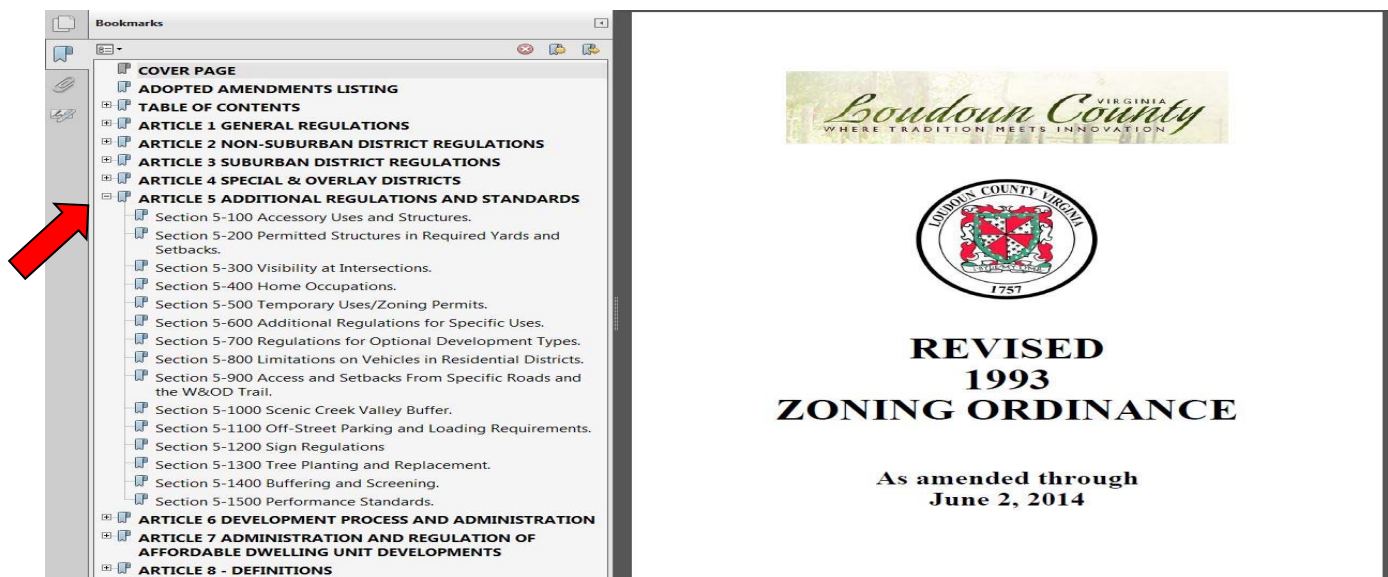 Bookmarks
COVER PAGE
ADOPTED AMENDMENTS LISTING
TABLE OF CONTENTS
ARTICLE 1 GENERAL REGULATIONS
ARTICLE 2 NON-SUBURBAN DISTRICT REGULATIONS
ARTICLE 3 SUBURBAN DISTRICT REGULATIONS
ARTICLE 4 SPECIAL & OVERLAY DISTRICTS
ARTICLE 5 ADDITIONAL REGULATIONS AND STANDARDS
Section 5-100 Accessory Uses and Structures.
Section 5-200 Permitted Structures in Required Yards and
Setbacks.
Section 5-300 Visibility at Intersections.
Section 5-400 Home Occupations.
Section 5-500 Temporary Uses/Zoning Permits.
Section 5-600 Additional Regulations for Specific Uses.
Section 5-700 Regulations for Optional Development Types.
Section 5-800 Limitations on Vehicles in Residential Districts.
Section 5-900 Access and Setbacks From Specific Roads and
the W&OD Trail.
Section 5-1000 Scenic Creek Valley Buffer.
Section 5-1100 Off-Street Parking and Loading Requirements.
Section 5-1200 Sign Regulations
Section 5-1300 Tree Planting and Replacement.
Section 5-1400 Buffering and Screening.
Section 5-1500 Performance Standards.
ARTICLE 6 DEVELOPMENT PROCESS AND ADMINISTRATION
ARTICLE 7 ADMINISTRATION AND REGULATION OF
AFFORDABLE DWELLING UNIT DEVELOPMENTS
ARTICLE 8 - DEFINITIONS
Loudoun County
VIRGINIA
WHERE TRADITION MEETS INNOVATION
LOUDOUN COUNTY VIRGINIA
1757
REVISED
1993
ZONING ORDINANCE
As amended through
June 2, 2014